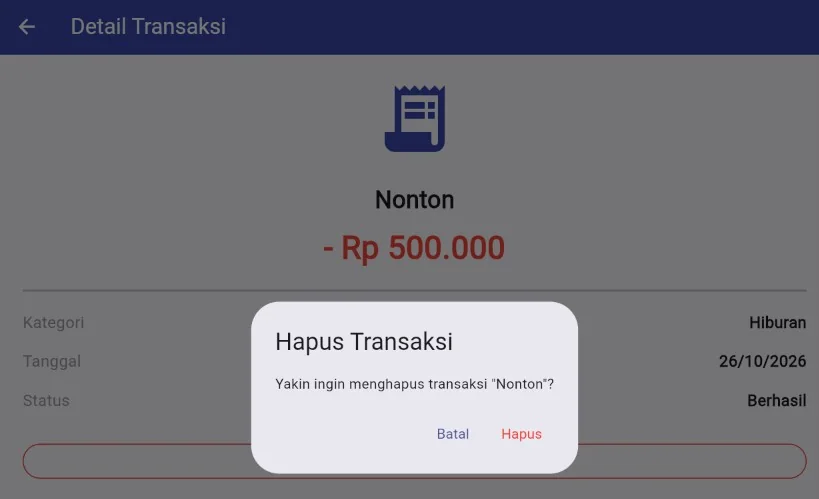 Detail Transaksi
Nonton
- Rp 500.000
Kategori
Hiburan
Tanggal
26/10/2026
Status
Berhasil
Hapus Transaksi
Yakin ingin menghapus transaksi "Nonton"?
Batal
Hapus